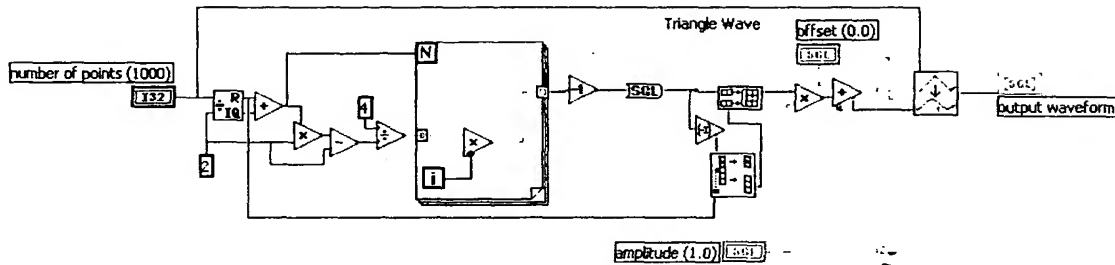 Triangle Wave
offset (0.0)
SGL
number of points (1000)
I32
÷ R
IQ
+
×
−
4
÷
2
N
i
×
SGL
×
+
[SGL]
output waveform
amplitude (1.0)
SGL